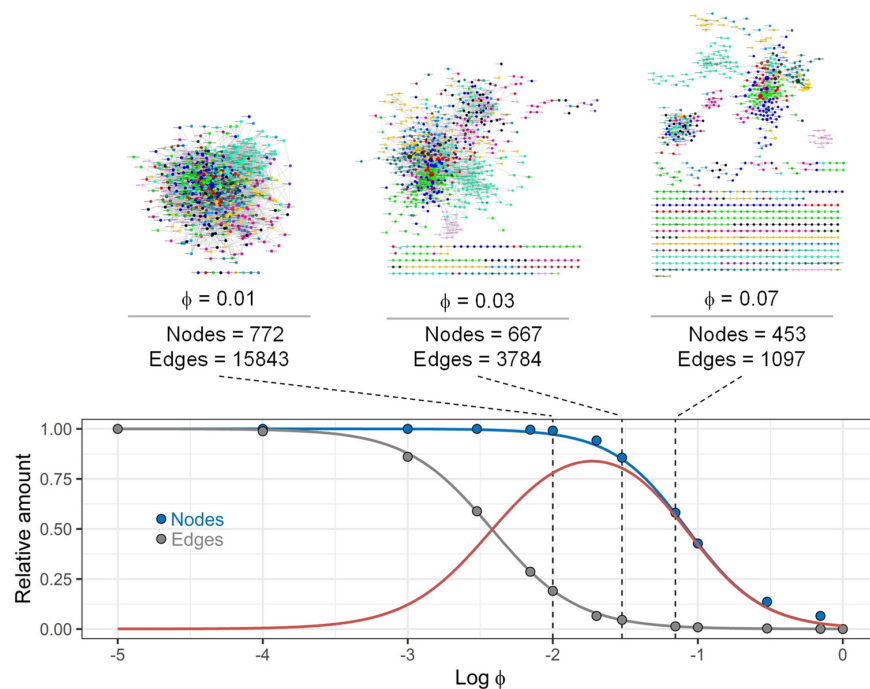 ϕ = 0.01
Nodes = 772
Edges = 15843
ϕ = 0.03
Nodes = 667
Edges = 3784
ϕ = 0.07
Nodes = 453
Edges = 1097
Relative amount
1.00
0.75
0.50
0.25
0.00
Nodes
Edges
-5
-4
-3
-2
-1
0
Log ϕ